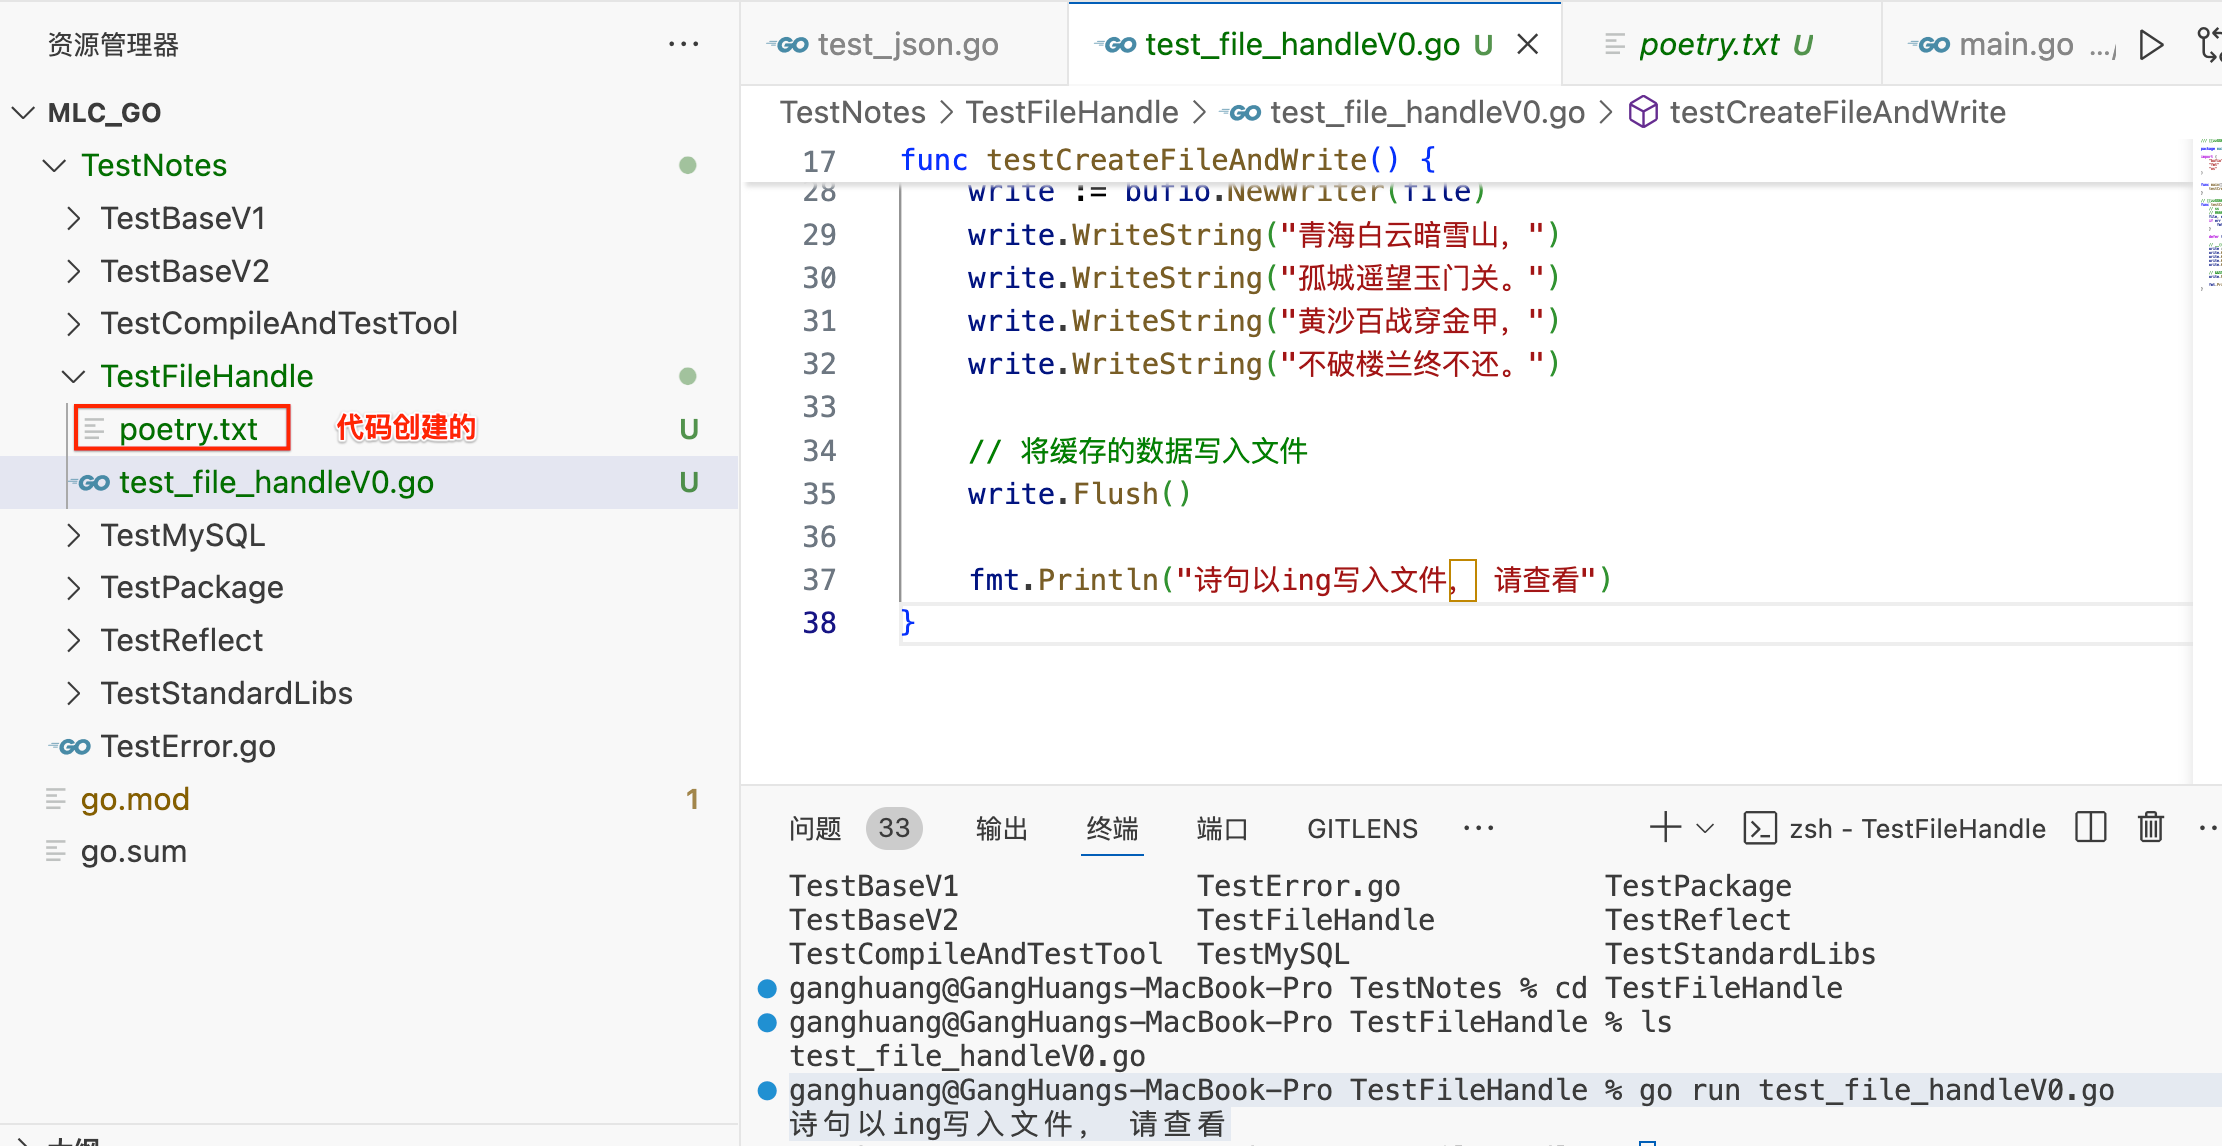 资源管理器
MLC_GO
TestNotes
TestBaseV1
TestBaseV2
TestCompileAndTestTool
TestFileHandle
poetry.txt 代码创建的 U
test_file_handleV0.go U
TestMySQL
TestPackage
TestReflect
TestStandardLibs
TestError.go
go.mod 1
go.sum
GO test_json.go GO test_file_handleV0.go U poetry.txt U GO main.go .../
TestNotes > TestFileHandle > GO test_file_handleV0.go > testCreateFileAndWrite
17 func testCreateFileAndWrite() {
28 write := bufio.NewWriter(file)
29 write.WriteString("青海白云暗雪山，")
30 write.WriteString("孤城遥望玉门关。")
31 write.WriteString("黄沙百战穿金甲，")
32 write.WriteString("不破楼兰终不还。")
33
34 // 将缓存的数据写入文件
35 write.Flush()
36
37 fmt.Println("诗句以ing写入文件， 请查看")
38 }
问题 33 输出 终端 端口 GITLENS zsh - TestFileHandle
TestBaseV1 TestError.go TestPackage
TestBaseV2 TestFileHandle TestReflect
TestCompileAndTestTool TestMySQL TestStandardLibs
ganghuang@GangHuangs-MacBook-Pro TestNotes % cd TestFileHandle
ganghuang@GangHuangs-MacBook-Pro TestFileHandle % ls
test_file_handleV0.go
ganghuang@GangHuangs-MacBook-Pro TestFileHandle % go run test_file_handleV0.go
诗句以ing写入文件， 请查看